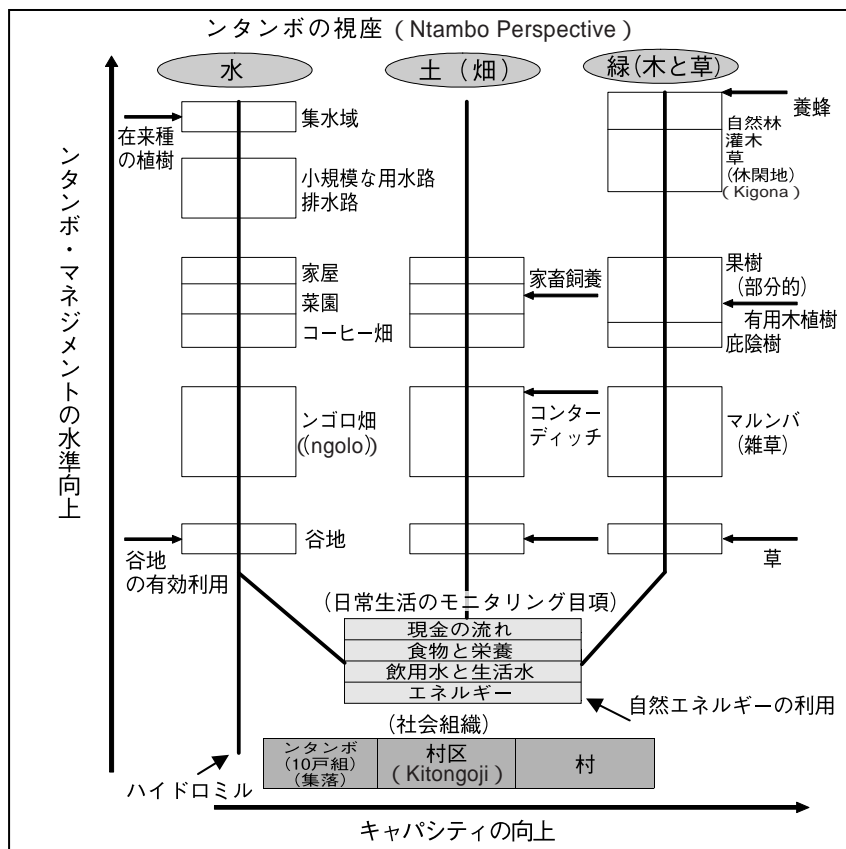 ンタンボの視座（Ntambo Perspective）
水
土（畑）
緑(木と草)
ンタンボ・マネジメントの水準向上
在来種
の植樹
集水域
養蜂
自然林
灌木
草
(休閑地)
(Kigona)
小規模な用水路
排水路
家屋
菜園
コーヒー畑
家畜飼養
果樹
(部分的)
有用木植樹
庇陰樹
ンゴロ畑
((ngolo))
コンター
ディッチ
マルンバ
(雑草)
谷地
谷地
の有効利用
草
(日常生活のモニタリング目項)
現金の流れ
食物と栄養
飲用水と生活水
エネルギー
自然エネルギーの利用
(社会組織)
ンタンボ
(10戸組)
(集落)
村区
(Kitongoji)
村
ハイドロミル
キャパシティの向上